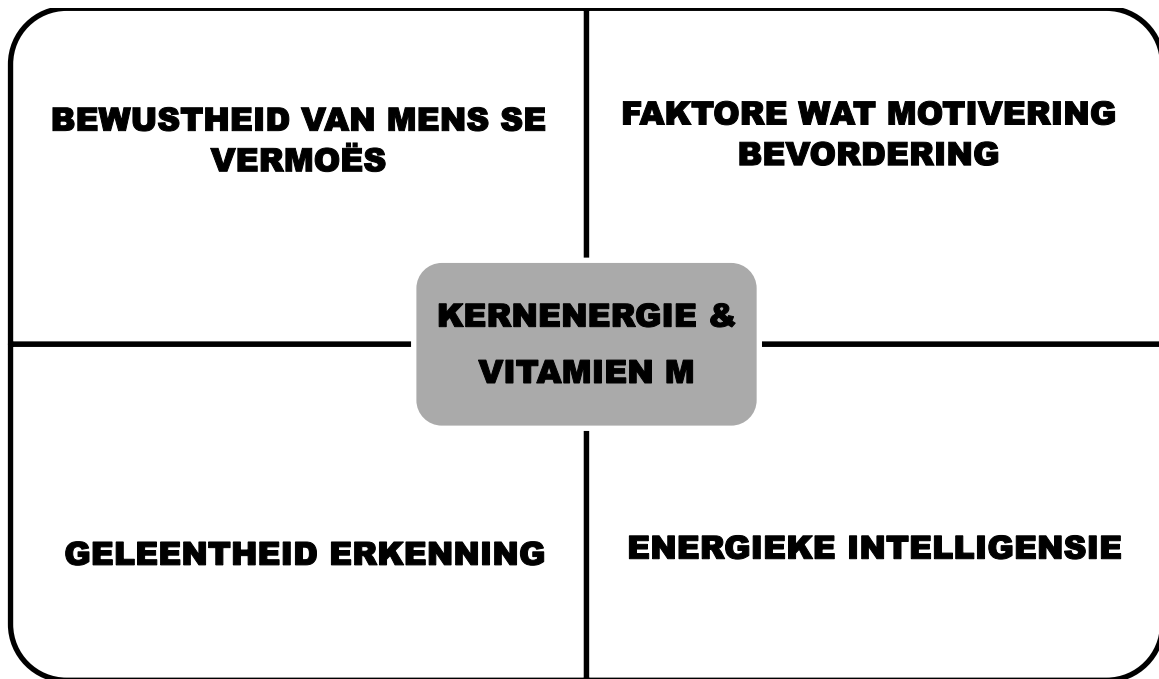 BEWUSTHEID VAN MENS SE
VERMOËS
FAKTORE WAT MOTIVERING
BEVORDERING
KERNENERGIE &
VITAMIEN M
GELEENTHEID ERKENNING
ENERGIEKE INTELLIGENSIE